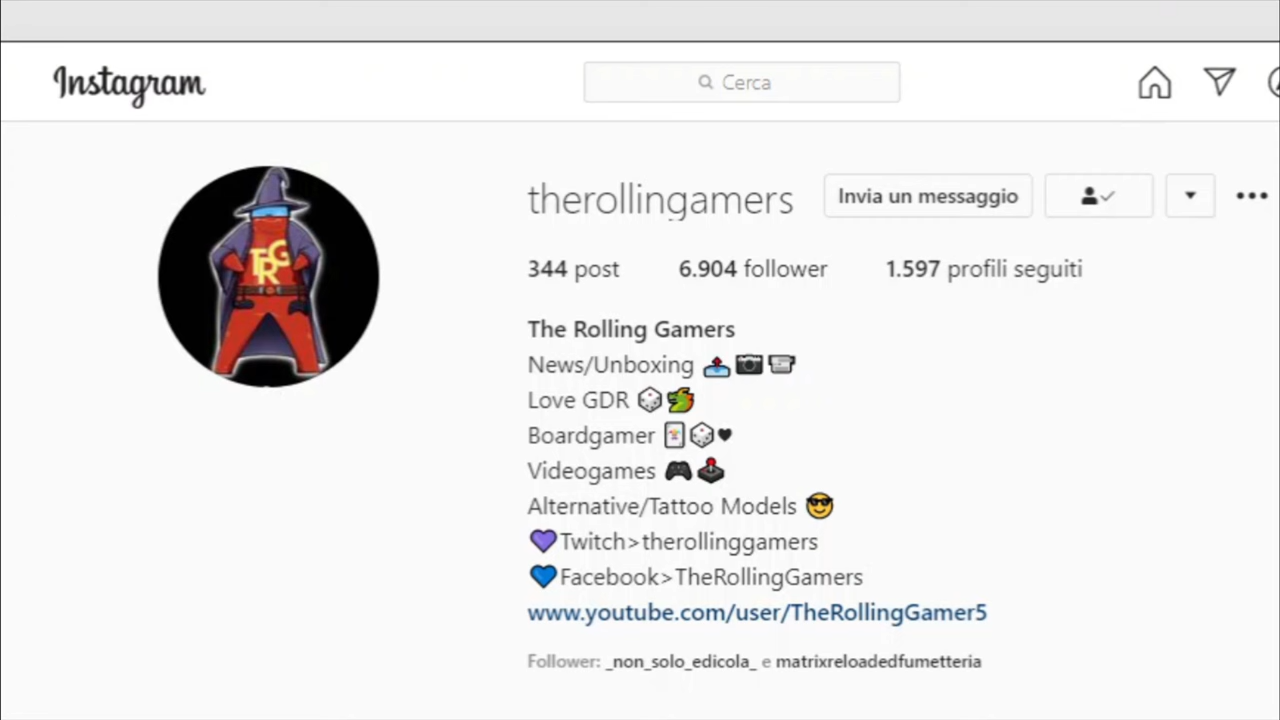 Instagram
Cerca
TRG
therollingamers Invia un messaggio
344 post 6.904 follower 1.597 profili seguiti
The Rolling Gamers
News/Unboxing 📤📷📹
Love GDR 🎲🐲
Boardgamer 🃏🎲♥
Videogames 🎮🕹
Alternative/Tattoo Models 😎
💜Twitch>therollinggamers
💙Facebook>TheRollingGamers
www.youtube.com/user/TheRollingGamer5
Follower: _non_solo_edicola_ e matrixreloadedfumetteria